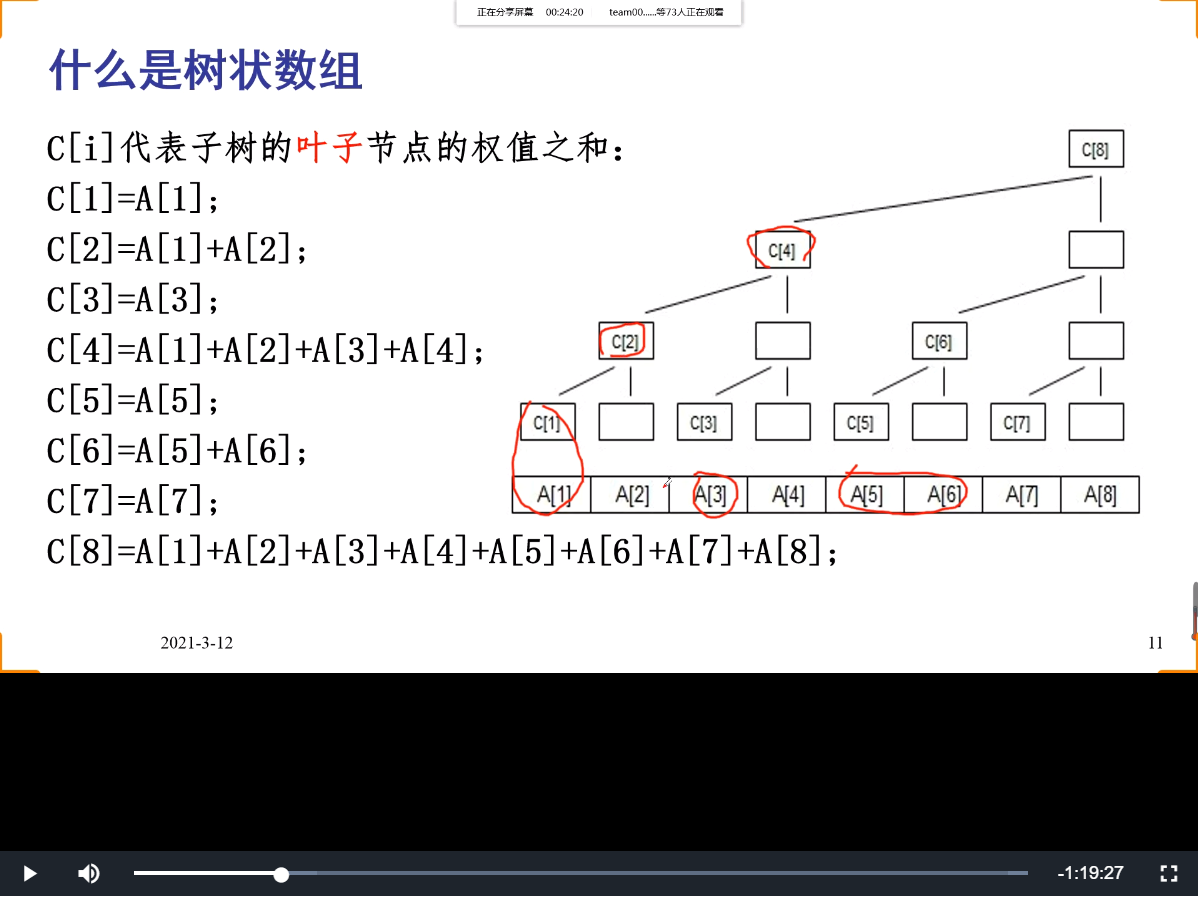 正在分享屏幕 00:24:20 team00......等73人正在观看
什么是树状数组
C[i]代表子树的叶子节点的权值之和：
C[1]=A[1];
C[2]=A[1]+A[2];
C[3]=A[3];
C[4]=A[1]+A[2]+A[3]+A[4];
C[5]=A[5];
C[6]=A[5]+A[6];
C[7]=A[7];
C[8]=A[1]+A[2]+A[3]+A[4]+A[5]+A[6]+A[7]+A[8];
C[8]
C[4]
C[2] C[6]
C[1] C[3] C[5] C[7]
A[1] A[2] A[3] A[4] A[5] A[6] A[7] A[8]
2021-3-12 11
-1:19:27